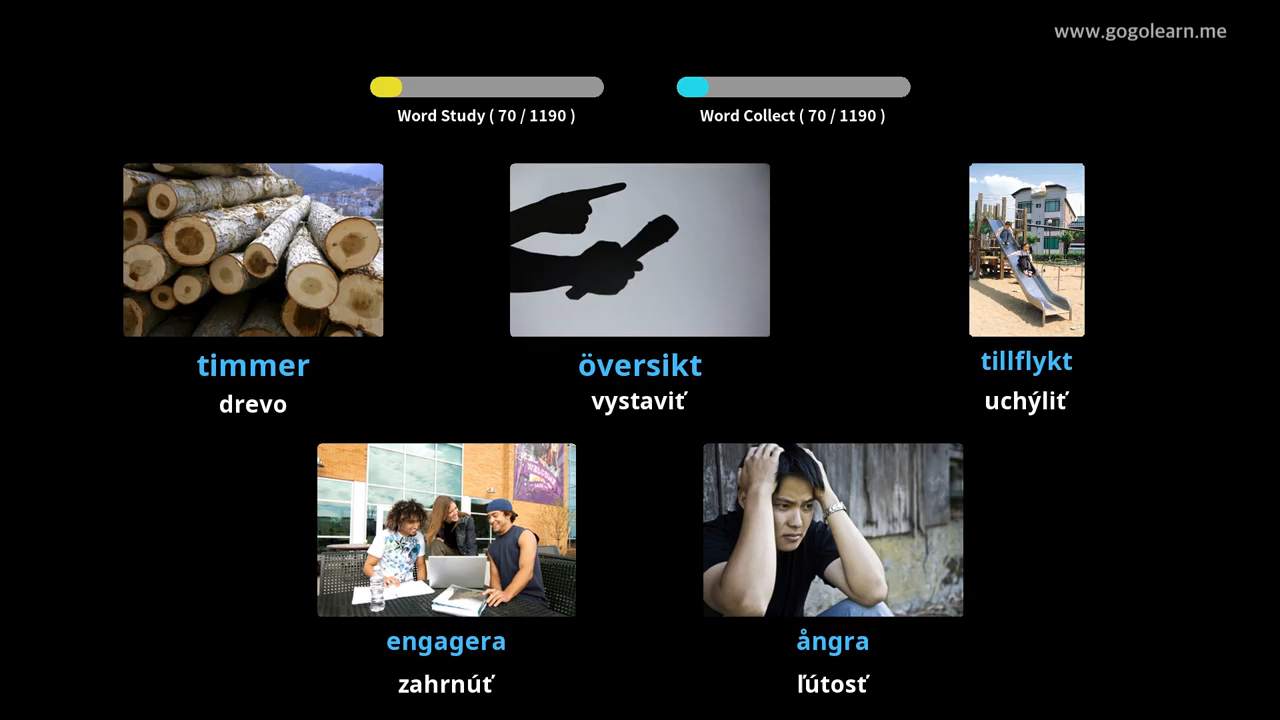 www.gogolearn.me
Word Study ( 70 / 1190 )
Word Collect ( 70 / 1190 )
timmer
drevo
översikt
vystaviť
tillflykt
uchýliť
engagera
zahrnúť
ångra
ľútosť